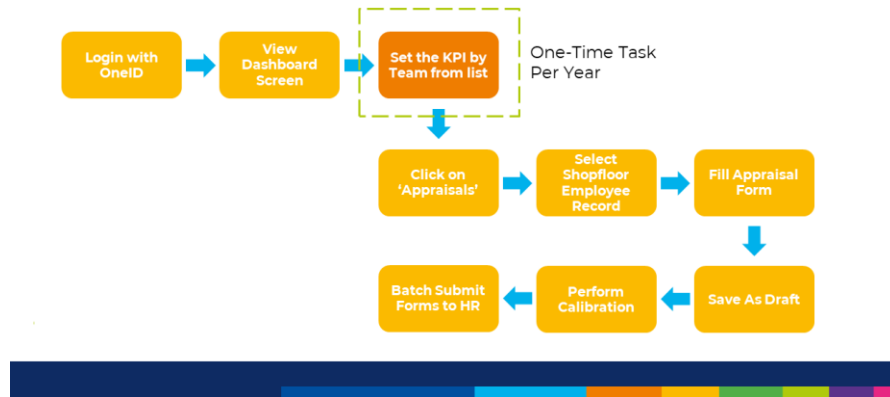 Login with
OneID
View
Dashboard
Screen
Set the KPI by
Team from list
One-Time Task
Per Year
Click on
‘Appraisals’
Select
Shopfloor
Employee
Record
Fill Appraisal
Form
Save As Draft
Perform
Calibration
Batch Submit
Forms to HR